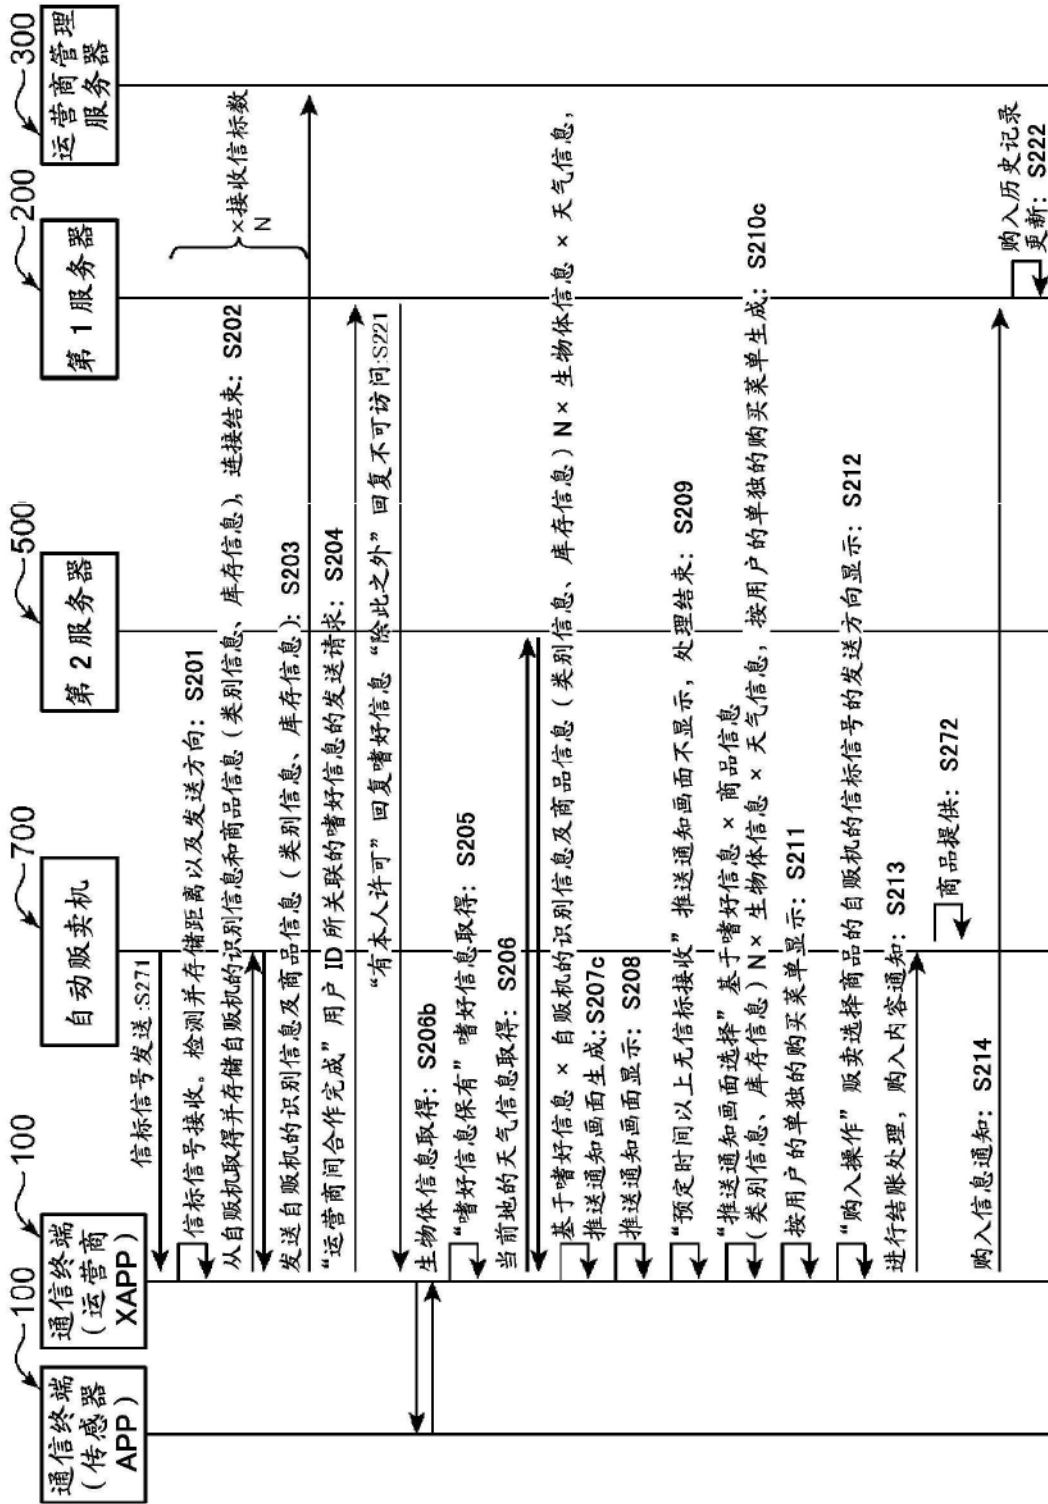 100
通信终端
(传感器
APP)
100
通信终端
(运营商
XAPP)
700
自动贩卖机
500
第2服务器
200
第1服务器
300
运营商管理
服务器
信标信号发送:S271
信标信号接收。检测并存储距离以及发送方向: S201
×接收信标数
N
从自贩机取得并存储自贩机的识别信息和商品信息(类别信息、库存信息), 连接结束: S202
发送自贩机的识别信息及商品信息(类别信息、库存信息): S203
“运营商间合作完成” 用户 ID 所关联的嗜好信息的发送请求: S204
“有本人许可” 回复嗜好信息 “除此之外” 回复不可访问:S221
生物体信息取得: S206b
“嗜好信息保有” 嗜好信息取得: S205
当前地的天气信息取得: S206
基于嗜好信息 × 自贩机的识别信息及商品信息(类别信息、库存信息) N × 生物体信息 × 天气信息,
推送通知画面生成: S207c
推送通知画面显示: S208
“预定时间以上无信标接收” 推送通知画面不显示, 处理结束: S209
“推送通知画面选择” 基于嗜好信息 × 商品信息
(类别信息、库存信息) N × 生物体信息 × 天气信息, 按用户的单独的购买菜单生成: S210c
按用户的单独的购买菜单显示: S211
“购入操作” 贩卖选择商品的自贩机的信标信号的发送方向显示: S212
进行结账处理, 购入内容通知: S213
商品提供: S272
购入信息通知: S214
购入历史记录
更新: S222